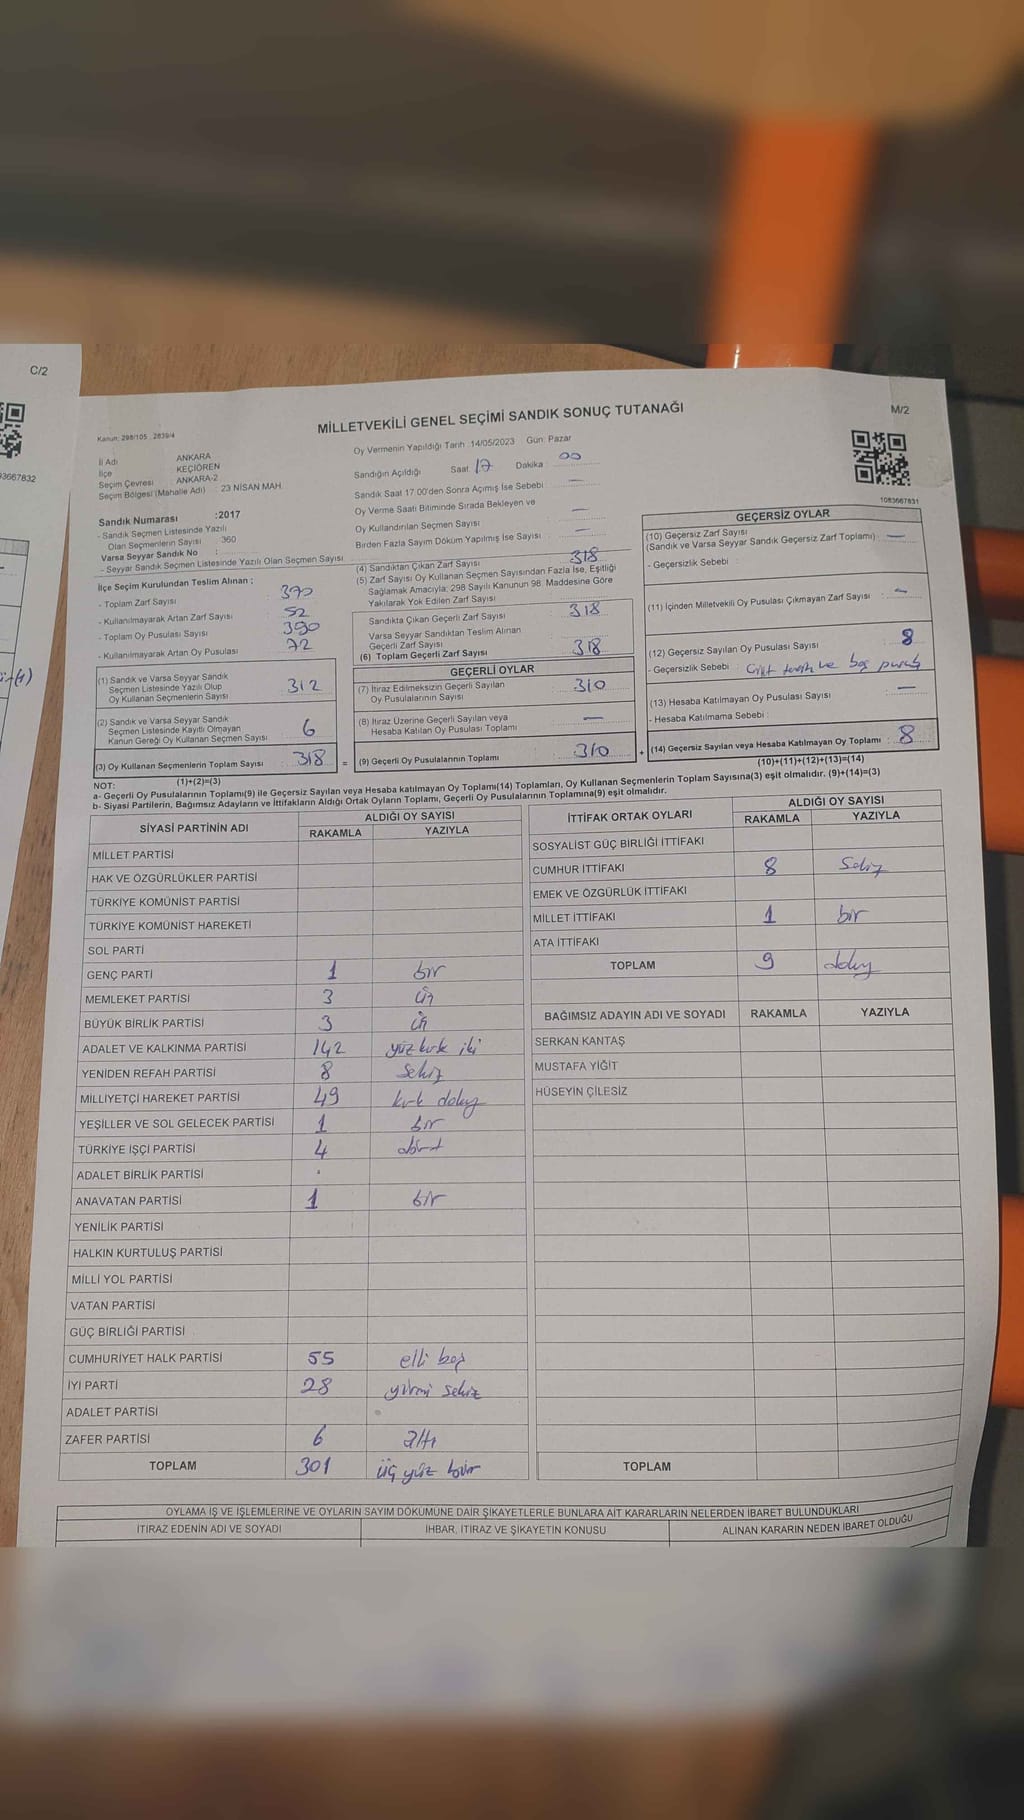 C/2
93667832
M/2
MİLLETVEKİLİ GENEL SEÇİMİ SANDIK SONUÇ TUTANAĞI
Kanun: 298/105 , 2839/4
Oy Vermenin Yapıldığı Tarih :14/05/2023 Gün: Pazar
İl Adı ANKARA
İlçe KEÇİÖREN
Seçim Çevresi ANKARA-2
Seçim Bölgesi (Mahalle Adı) : 23 NİSAN MAH.
Sandığın Açıldığı Saat 17 Dakika : 00
Sandık Saat 17.00'den Sonra Açımış İse Sebebi : —
Oy Verme Saati Bitiminde Sırada Bekleyen ve
Oy Kullandırılan Seçmen Sayısı : —
Birden Fazla Sayım Döküm Yapılmış İse Sayısı : —
1083667831
Sandık Numarası :2017
- Sandık Seçmen Listesinde Yazılı
Olan Seçmenlerin Sayısı : 360
Varsa Seyyar Sandık No :
- Seyyar Sandık Seçmen Listesinde Yazılı Olan Seçmen Sayısı
İlçe Seçim Kurulundan Teslim Alınan ;
- Toplam Zarf Sayısı : 370
- Kullanılmayarak Artan Zarf Sayısı : 52
- Toplam Oy Pusulası Sayısı : 390
- Kullanılmayarak Artan Oy Pusulası : 72
(4) Sandıktan Çıkan Zarf Sayısı : 318
(5) Zarf Sayısı Oy Kullanan Seçmen Sayısından Fazla İse, Eşitliği
Sağlamak Amacıyla; 298 Sayılı Kanunun 98. Maddesine Göre
Yakılarak Yok Edilen Zarf Sayısı
Sandıkta Çıkan Geçerli Zarf Sayısı : 318
Varsa Seyyar Sandıktan Teslim Alınan
Geçerli Zarf Sayısı
(6) Toplam Geçerli Zarf Sayısı : 318
GEÇERSİZ OYLAR
(10) Geçersiz Zarf Sayısı
(Sandık ve Varsa Seyyar Sandık Geçersiz Zarf Toplamı) : —
- Geçersizlik Sebebi :
(11) İçinden Milletvekili Oy Pusulası Çıkmayan Zarf Sayısı : —
(12) Geçersiz Sayılan Oy Pusulası Sayısı : 8
- Geçersizlik Sebebi : ve boş
(13) Hesaba Katılmayan Oy Pusulası Sayısı : —
- Hesaba Katılmama Sebebi :
(14) Geçersiz Sayılan veya Hesaba Katılmayan Oy Toplamı : 8
(10)+(11)+(12)+(13)=(14)
(1) Sandık ve Varsa Seyyar Sandık
Seçmen Listesinde Yazılı Olup
Oy Kullanan Seçmenlerin Sayısı : 312
(2) Sandık ve Varsa Seyyar Sandık
Seçmen Listesinde Kayıtlı Olmayan
Kanun Gereği Oy Kullanan Seçmen Sayısı : 6
(3) Oy Kullanan Seçmenlerin Toplam Sayısı : 318 =
(1)+(2)=(3)
GEÇERLİ OYLAR
(7) İtiraz Edilmeksizin Geçerli Sayılan
Oy Pusulalarının Sayısı : 310
(8) İtiraz Üzerine Geçerli Sayılan veya
Hesaba Katılan Oy Pusulası Toplamı : —
(9) Geçerli Oy Pusulalarının Toplamı : 310 +
NOT:
a- Geçerli Oy Pusulalarının Toplamı(9) ile Geçersiz Sayılan veya Hesaba katılmayan Oy Toplamı(14) Toplamları, Oy Kullanan Seçmenlerin Toplam Sayısına(3) eşit olmalıdır. (9)+(14)=(3)
b- Siyasi Partilerin, Bağımsız Adayların ve İttifakların Aldığı Ortak Oyların Toplamı, Geçerli Oy Pusulalarının Toplamına(9) eşit olmalıdır.
SİYASİ PARTİNİN ADI ALDIĞI OY SAYISI
RAKAMLA YAZIYLA
MİLLET PARTİSİ
HAK VE ÖZGÜRLÜKLER PARTİSİ
TÜRKİYE KOMÜNİST PARTİSİ
TÜRKİYE KOMÜNİST HAREKETİ
SOL PARTİ
GENÇ PARTİ 1 bir
MEMLEKET PARTİSİ 3 üç
BÜYÜK BİRLİK PARTİSİ 3 üç
ADALET VE KALKINMA PARTİSİ 142 yüz kırk iki
YENİDEN REFAH PARTİSİ 8 sekiz
MİLLİYETÇİ HAREKET PARTİSİ 49 kırk dokuz
YEŞİLLER VE SOL GELECEK PARTİSİ 1 bir
TÜRKİYE İŞÇİ PARTİSİ 4 dört
ADALET BİRLİK PARTİSİ
ANAVATAN PARTİSİ 1 bir
YENİLİK PARTİSİ
HALKIN KURTULUŞ PARTİSİ
MİLLİ YOL PARTİSİ
VATAN PARTİSİ
GÜÇ BİRLİĞİ PARTİSİ
CUMHURİYET HALK PARTİSİ 55 elli beş
İYİ PARTİ 28 yirmi sekiz
ADALET PARTİSİ
ZAFER PARTİSİ 6 altı
TOPLAM 301 üç yüz bir
İTTİFAK ORTAK OYLARI ALDIĞI OY SAYISI
RAKAMLA YAZIYLA
SOSYALİST GÜÇ BİRLİĞİ İTTİFAKI
CUMHUR İTTİFAKI 8 Sekiz
EMEK VE ÖZGÜRLÜK İTTİFAKI
MİLLET İTTİFAKI 1 bir
ATA İTTİFAKI
TOPLAM 9 dokuz
BAĞIMSIZ ADAYIN ADI VE SOYADI RAKAMLA YAZIYLA
SERKAN KANTAŞ
MUSTAFA YİĞİT
HÜSEYİN ÇİLESİZ
TOPLAM
OYLAMA İŞ VE İŞLEMLERİNE VE OYLARIN SAYIM DÖKÜMÜNE DAİR ŞİKAYETLERLE BUNLARA AİT KARARLARIN NELERDEN İBARET BULUNDUKLARI
İTİRAZ EDENİN ADI VE SOYADI İHBAR, İTİRAZ VE ŞİKAYETİN KONUSU ALINAN KARARIN NEDEN İBARET OLDUĞU